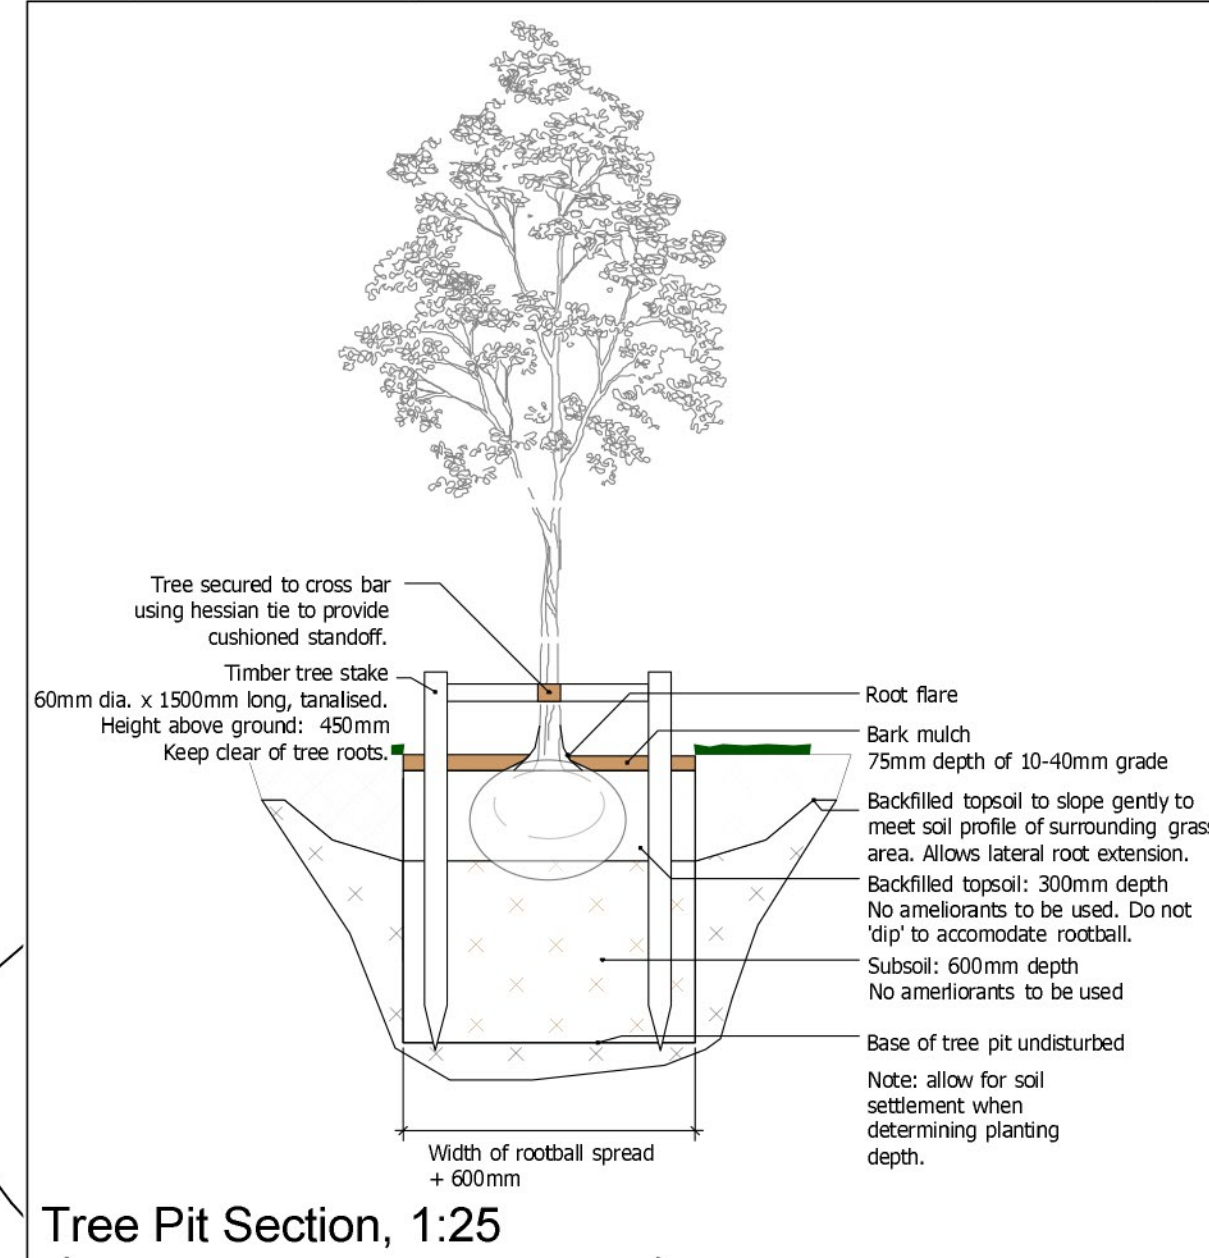 Tree secured to cross bar
using hessian tie to provide
cushioned standoff.
Timber tree stake
60mm dia. x 1500mm long, tanalised.
Height above ground: 450mm
Keep clear of tree roots.
Root flare
Bark mulch
75mm depth of 10-40mm grade
Backfilled topsoil to slope gently to
meet soil profile of surrounding grass
area. Allows lateral root extension.
Backfilled topsoil: 300mm depth
No ameliorants to be used. Do not
'dip' to accomodate rootball.
Subsoil: 600mm depth
No amerliorants to be used
Base of tree pit undisturbed
Note: allow for soil
settlement when
determining planting
depth.
Width of rootball spread
+ 600mm
Tree Pit Section, 1:25